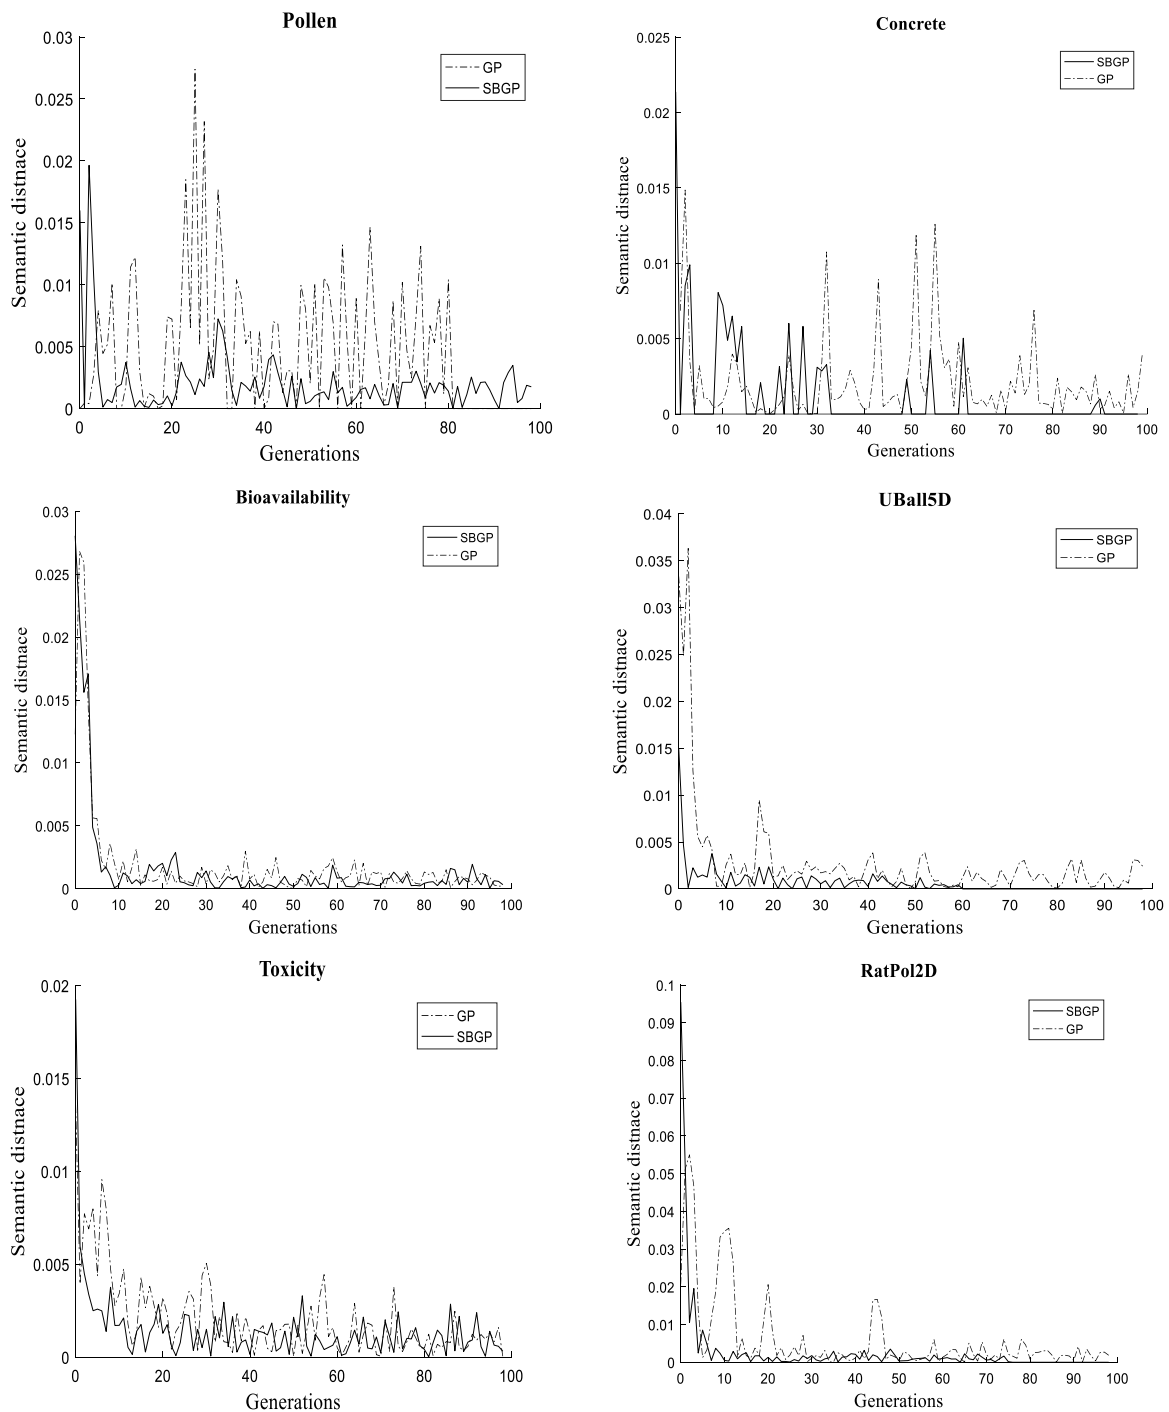 Pollen
0.03
0.025
0.02
0.015
0.01
0.005
0
0 20 40 60 80 100
Semantic distnace
Generations
GP
SBGP
Concrete
0.025
0.02
0.015
0.01
0.005
0
0 10 20 30 40 50 60 70 80 90 100
Semantic distnace
Generations
SBGP
GP
Bioavailability
0.03
0.025
0.02
0.015
0.01
0.005
0
0 10 20 30 40 50 60 70 80 90 100
Semantic distnace
Generations
SBGP
GP
UBall5D
0.04
0.035
0.03
0.025
0.02
0.015
0.01
0.005
0
0 10 20 30 40 50 60 70 80 90 100
Semantic distnace
Generations
SBGP
GP
Toxicity
0.02
0.015
0.01
0.005
0
0 20 40 60 80 100
Semantic distnace
Generations
GP
SBGP
RatPol2D
0.1
0.09
0.08
0.07
0.06
0.05
0.04
0.03
0.02
0.01
0
0 10 20 30 40 50 60 70 80 90 100
Semantic distnace
Generations
SBGP
GP